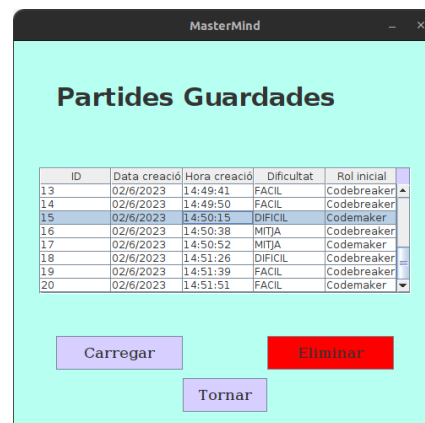 MasterMind
Partides Guardades
ID Data creació Hora creació Dificultat Rol inicial
13 02/6/2023 14:49:41 FACIL Codebreaker
14 02/6/2023 14:49:50 FACIL Codebreaker
15 02/6/2023 14:50:15 DIFICIL Codemaker
16 02/6/2023 14:50:38 MITJA Codebreaker
17 02/6/2023 14:50:52 MITJA Codemaker
18 02/6/2023 14:51:26 DIFICIL Codebreaker
19 02/6/2023 14:51:39 FACIL Codebreaker
20 02/6/2023 14:51:51 FACIL Codemaker
Carregar Eliminar
Tornar